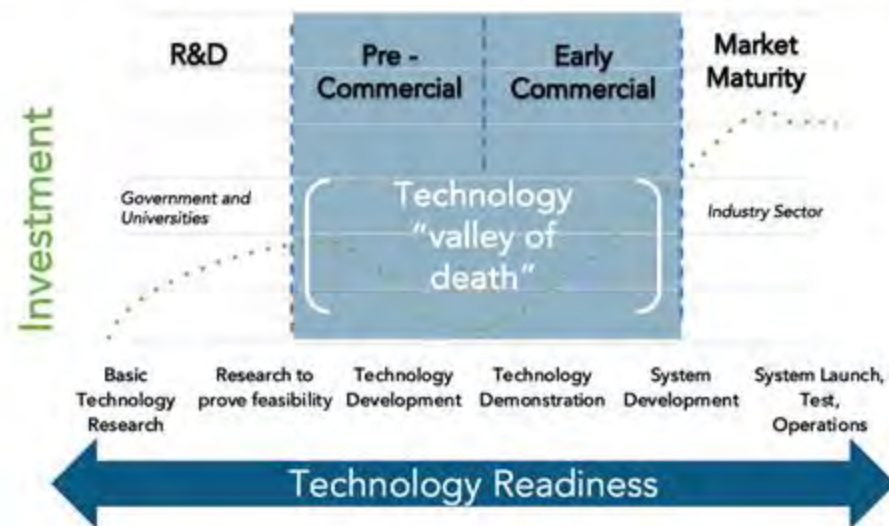 R&D
Pre -
Commercial
Early
Commercial
Market
Maturity
Investment
Government and
Universities
Technology
"valley of
death"
Industry Sector
Basic
Technology
Research
Research to
prove feasibility
Technology
Development
Technology
Demonstration
System
Development
System Launch,
Test,
Operations
Technology Readiness